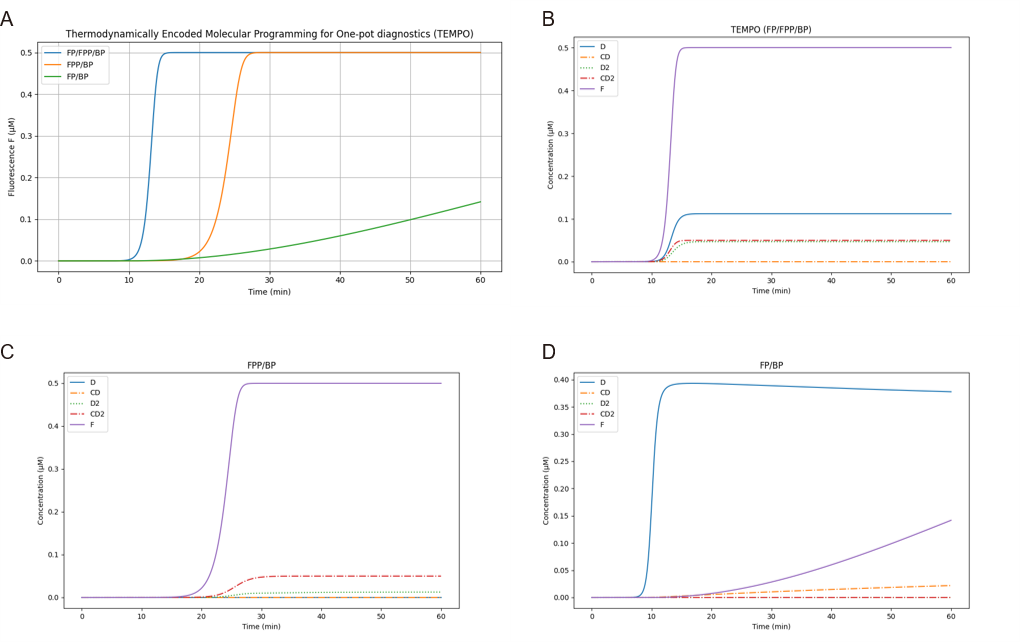 A
Thermodynamically Encoded Molecular Programming for One-pot diagnostics (TEMPO)
FP/FPP/BP
FPP/BP
FP/BP
Fluorescence F (μM)
0.5
0.4
0.3
0.2
0.1
0.0
0 10 20 30 40 50 60
Time (min)
B
TEMPO (FP/FPP/BP)
D
CD
D2
CD2
F
Concentration (μM)
0.5
0.4
0.3
0.2
0.1
0.0
0 10 20 30 40 50 60
Time (min)
C
FPP/BP
D
CD
D2
CD2
F
Concentration (μM)
0.5
0.4
0.3
0.2
0.1
0.0
0 10 20 30 40 50 60
Time (min)
D
FP/BP
D
CD
D2
CD2
F
Concentration (μM)
0.40
0.35
0.30
0.25
0.20
0.15
0.10
0.05
0.00
0 10 20 30 40 50 60
Time (min)